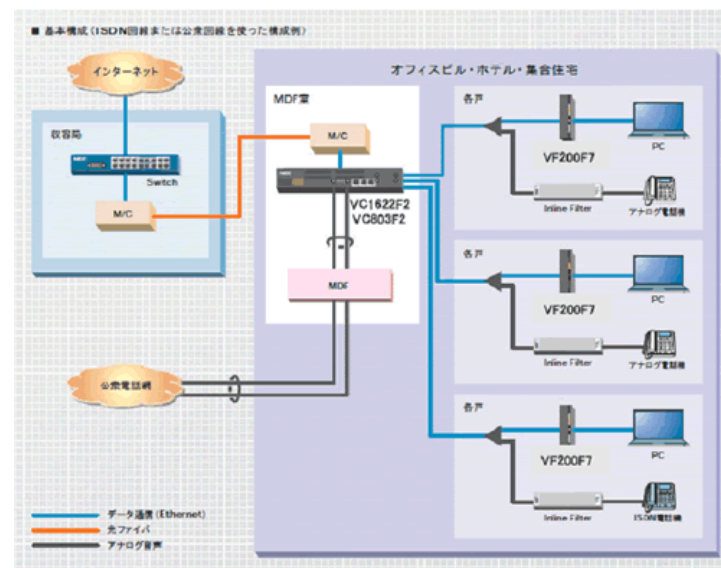 ■ 基本構成(ISDN回線または公衆回線を使った構成例)
インターネット
オフィスビル・ホテル・集合住宅
収容局
Switch
M/C
MDF室
M/C
VC1622F2
VC803F2
MDF
公衆電話網
各戸
VF200F7
PC
Inline Filter
アナログ電話機
各戸
VF200F7
PC
Inline Filter
アナログ電話機
各戸
VF200F7
PC
Inline Filter
ISDN電話機
データ通信(Ethernet)
光ファイバ
アナログ音声